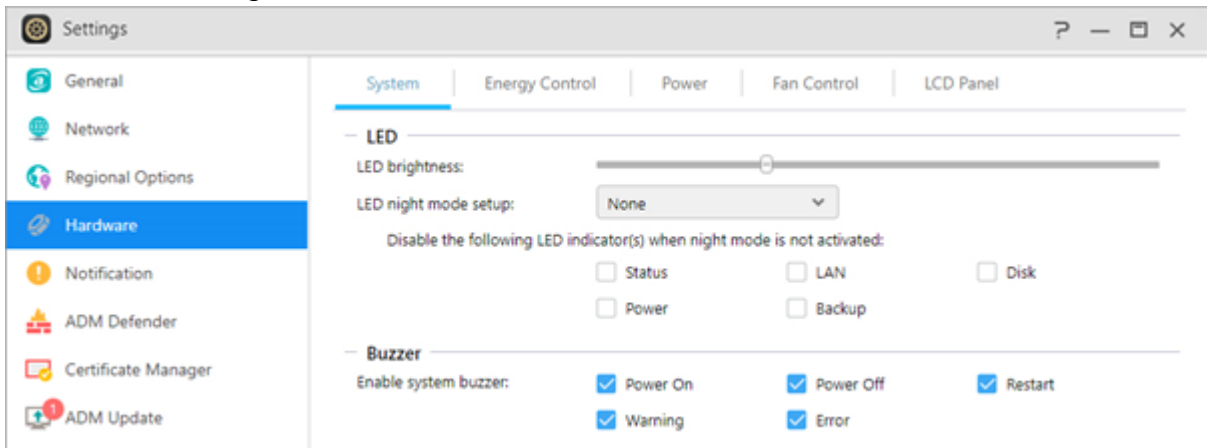 Settings
General
Network
Regional Options
Hardware
Notification
ADM Defender
Certificate Manager
1
ADM Update
System Energy Control Power Fan Control LCD Panel
LED
LED brightness:
LED night mode setup: None
Disable the following LED indicator(s) when night mode is not activated:
Status LAN Disk
Power Backup
Buzzer
Enable system buzzer: Power On Power Off Restart
Warning Error